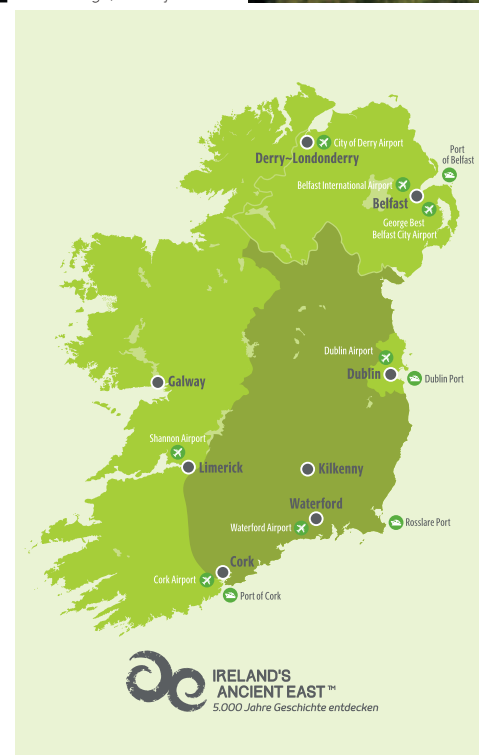 City of Derry Airport
Derry~Londonderry
Port
of Belfast
Belfast International Airport
Belfast
George Best
Belfast City Airport
Dublin Airport
Dublin
Dublin Port
Galway
Shannon Airport
Limerick
Kilkenny
Waterford
Waterford Airport
Rosslare Port
Cork
Cork Airport
Port of Cork
IRELAND'S
ANCIENT EAST™
5.000 Jahre Geschichte entdecken